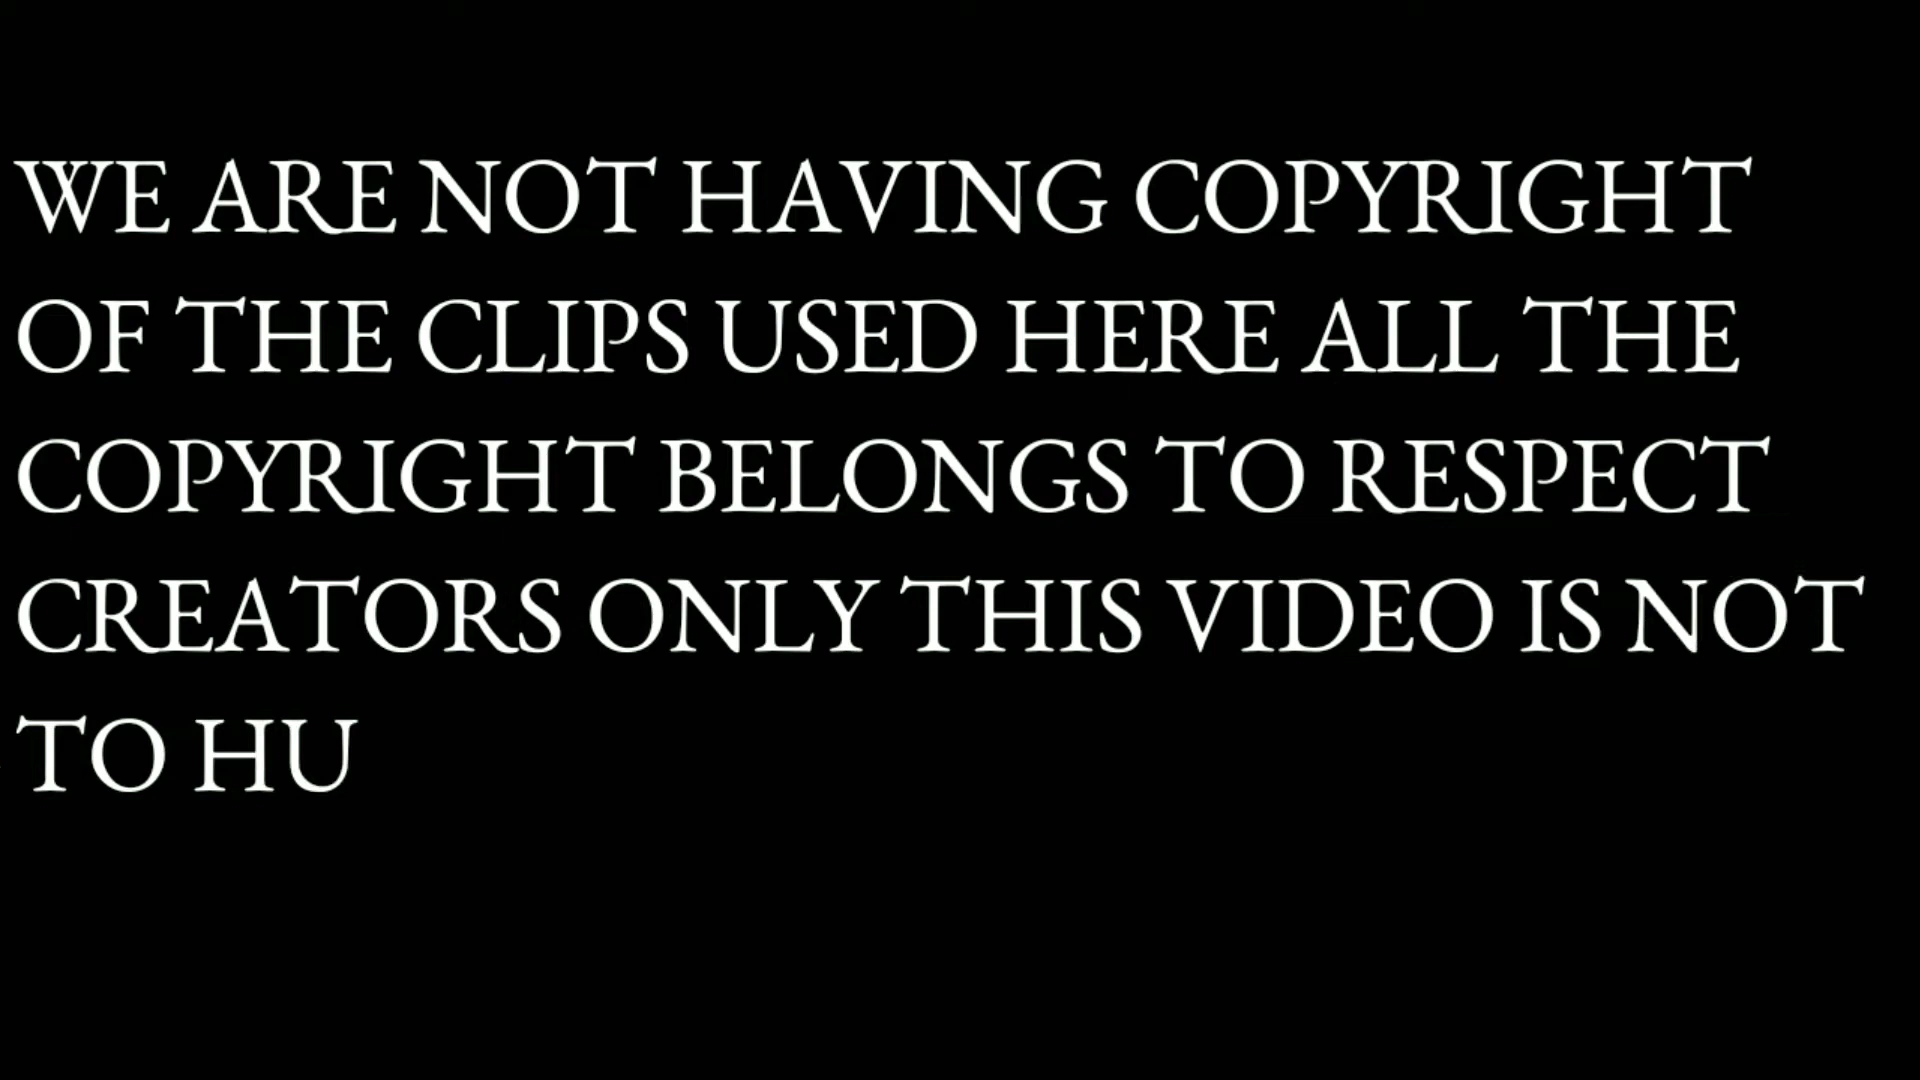 WE ARE NOT HAVING COPYRIGHT
OF THE CLIPS USED HERE ALL THE
COPYRIGHT BELONGS TO RESPECT
CREATORS ONLY THIS VIDEO IS NOT
TO HU